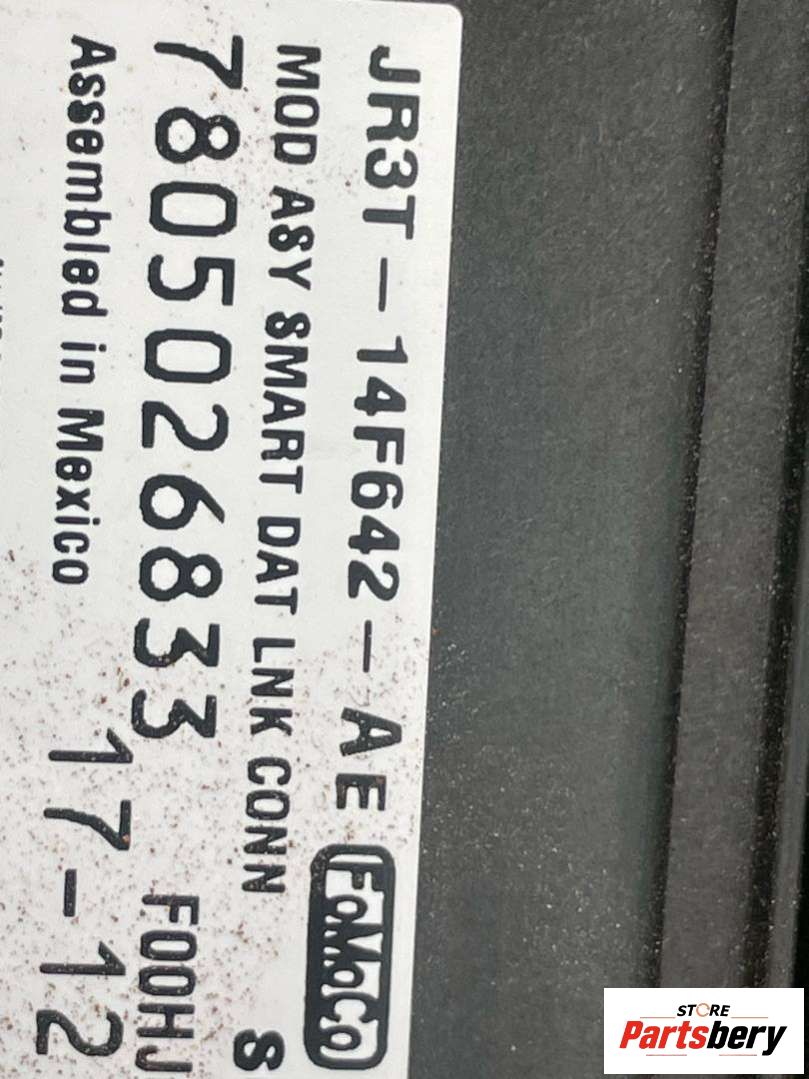 JR3T-14F642-AE FoMoCo
MOD ASY SMART DAT LNK CONN S
7805026833 F00HJ
Assembled in Mexico 17-12
STORE
Partsbery